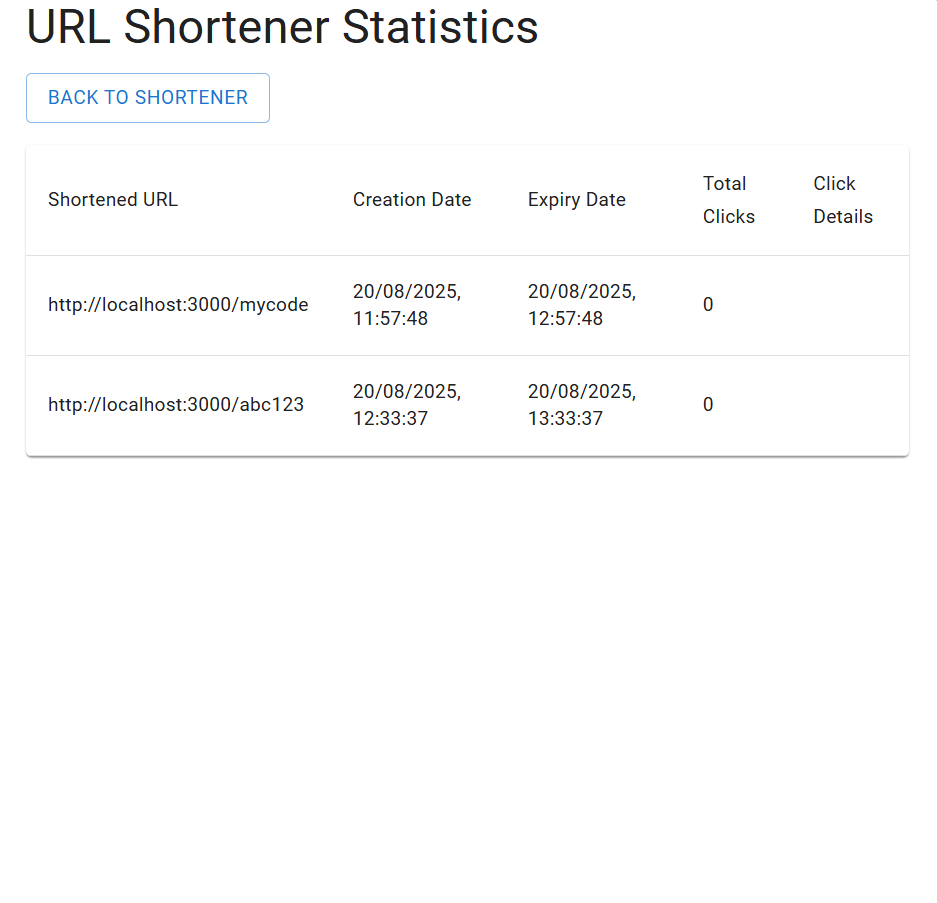 URL Shortener Statistics
BACK TO SHORTENER
Shortened URL Creation Date Expiry Date Total Clicks Click Details
http://localhost:3000/mycode 20/08/2025, 11:57:48 20/08/2025, 12:57:48 0
http://localhost:3000/abc123 20/08/2025, 12:33:37 20/08/2025, 13:33:37 0